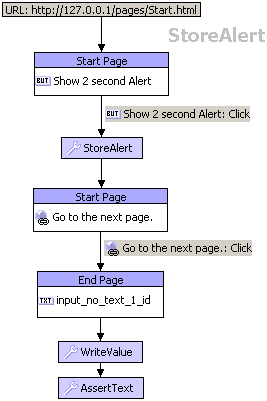 URL: http://127.0.0.1/pages/Start.html
StoreAlert
Start Page
BUT Show 2 second Alert
BUT Show 2 second Alert: Click
StoreAlert
Start Page
Go to the next page.
Go to the next page.: Click
End Page
TXT input_no_text_1_id
WriteValue
AssertText